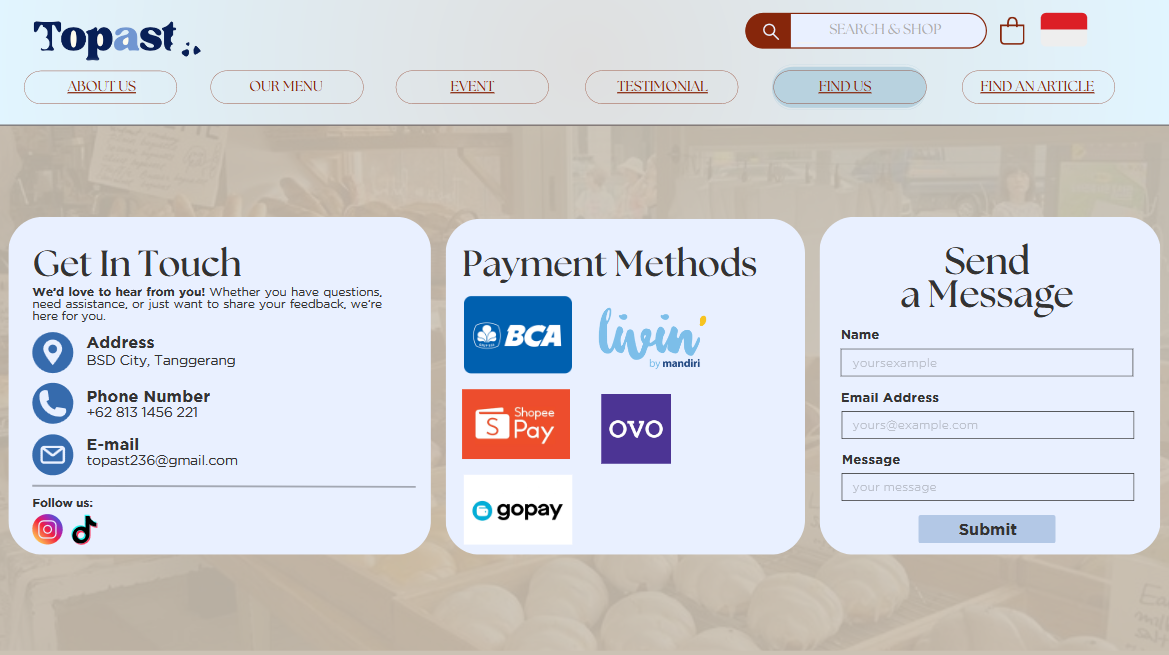 Topast
SEARCH & SHOP
ABOUT US
OUR MENU
EVENT
TESTIMONIAL
FIND US
FIND AN ARTICLE
Get In Touch
We'd love to hear from you! Whether you have questions,
need assistance, or just want to share your feedback, we're
here for you.
Address
BSD City, Tanggerang
Phone Number
+62 813 1456 221
E-mail
topast236@gmail.com
Follow us:
Payment Methods
BCA
livin'
by mandiri
S
Shopee
Pay
OVO
gopay
Send
a Message
Name
yoursexample
Email Address
yours@example.com
Message
your message
Submit